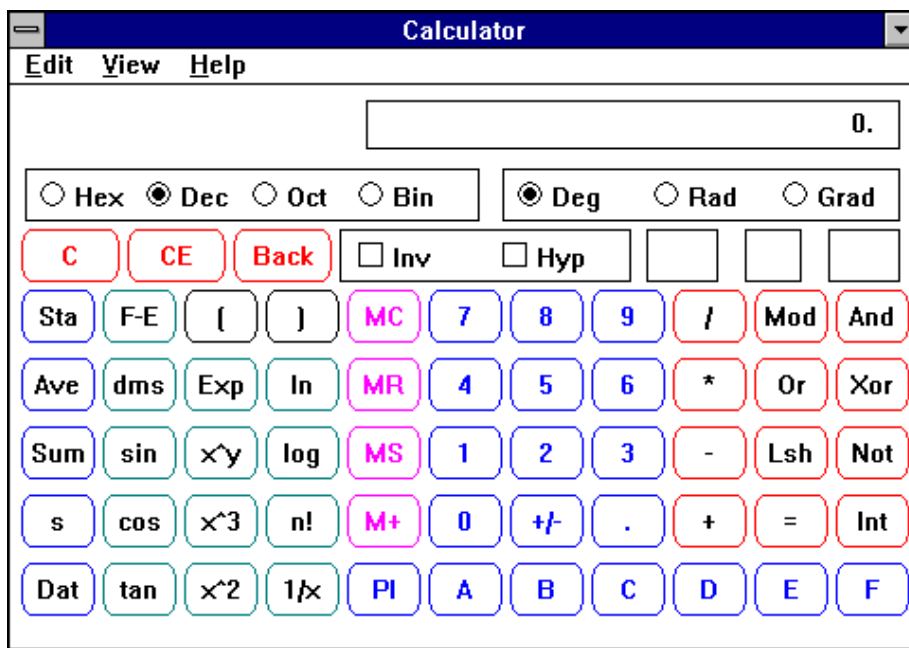 Calculator
Edit View Help
0.
Hex Dec Oct Bin Deg Rad Grad
C CE Back Inv Hyp
Sta F-E ( ) MC 7 8 9 / Mod And
Ave dms Exp ln MR 4 5 6 * Or Xor
Sum sin x^y log MS 1 2 3 - Lsh Not
s cos x^3 n! M+ 0 +/- . + = Int
Dat tan x^2 1/x PI A B C D E F